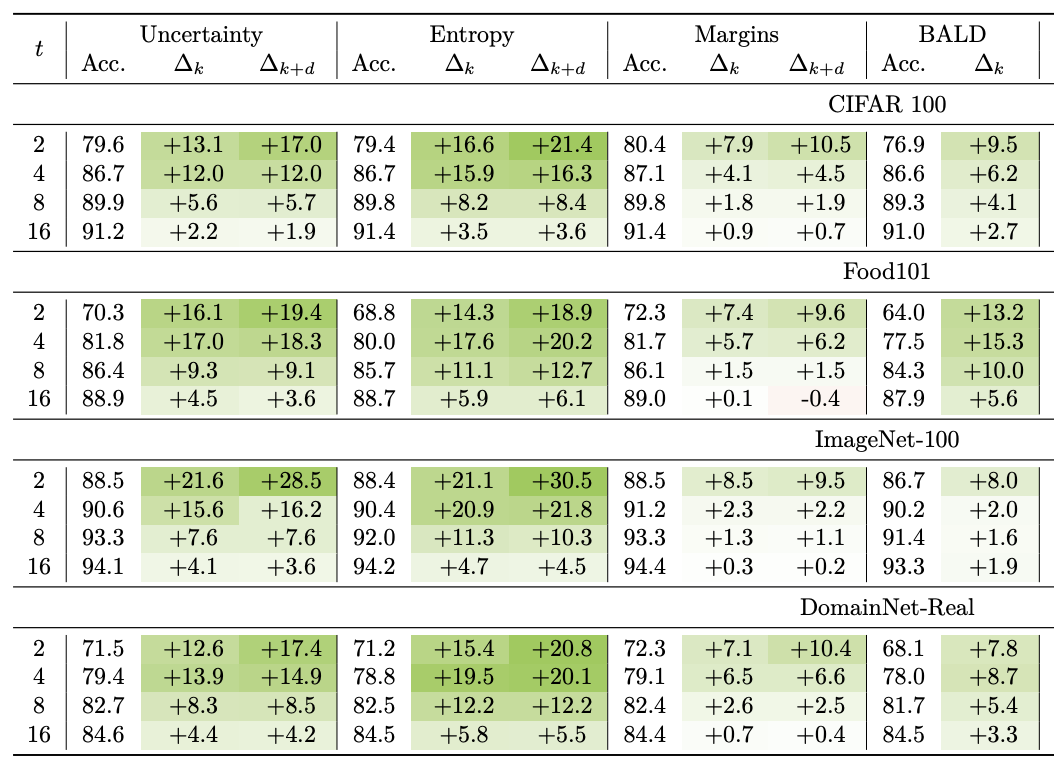 t Uncertainty Entropy Margins BALD
Acc. Δk Δk+d Acc. Δk Δk+d Acc. Δk Δk+d Acc. Δk
CIFAR 100
2 79.6 +13.1 +17.0 79.4 +16.6 +21.4 80.4 +7.9 +10.5 76.9 +9.5
4 86.7 +12.0 +12.0 86.7 +15.9 +16.3 87.1 +4.1 +4.5 86.6 +6.2
8 89.9 +5.6 +5.7 89.8 +8.2 +8.4 89.8 +1.8 +1.9 89.3 +4.1
16 91.2 +2.2 +1.9 91.4 +3.5 +3.6 91.4 +0.9 +0.7 91.0 +2.7
Food101
2 70.3 +16.1 +19.4 68.8 +14.3 +18.9 72.3 +7.4 +9.6 64.0 +13.2
4 81.8 +17.0 +18.3 80.0 +17.6 +20.2 81.7 +5.7 +6.2 77.5 +15.3
8 86.4 +9.3 +9.1 85.7 +11.1 +12.7 86.1 +1.5 +1.5 84.3 +10.0
16 88.9 +4.5 +3.6 88.7 +5.9 +6.1 89.0 +0.1 -0.4 87.9 +5.6
ImageNet-100
2 88.5 +21.6 +28.5 88.4 +21.1 +30.5 88.5 +8.5 +9.5 86.7 +8.0
4 90.6 +15.6 +16.2 90.4 +20.9 +21.8 91.2 +2.3 +2.2 90.2 +2.0
8 93.3 +7.6 +7.6 92.0 +11.3 +10.3 93.3 +1.3 +1.1 91.4 +1.6
16 94.1 +4.1 +3.6 94.2 +4.7 +4.5 94.4 +0.3 +0.2 93.3 +1.9
DomainNet-Real
2 71.5 +12.6 +17.4 71.2 +15.4 +20.8 72.3 +7.1 +10.4 68.1 +7.8
4 79.4 +13.9 +14.9 78.8 +19.5 +20.1 79.1 +6.5 +6.6 78.0 +8.7
8 82.7 +8.3 +8.5 82.5 +12.2 +12.2 82.4 +2.6 +2.5 81.7 +5.4
16 84.6 +4.4 +4.2 84.5 +5.8 +5.5 84.4 +0.7 +0.4 84.5 +3.3